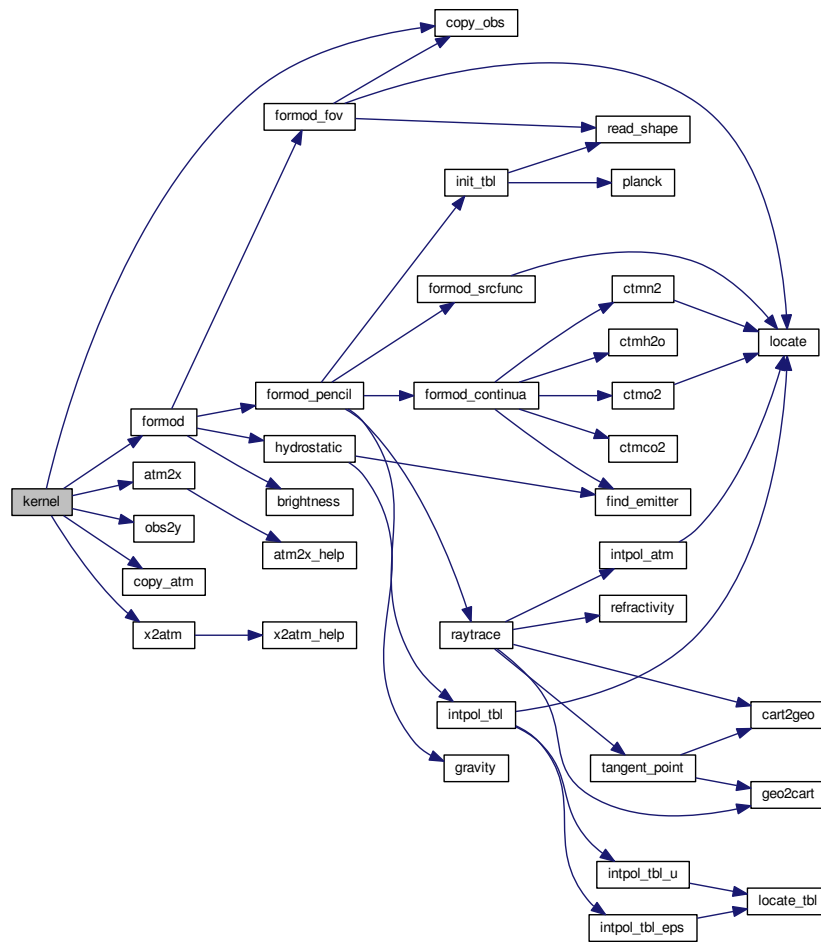 copy_obs
formod_fov
read_shape
init_tbl
planck
formod_srcfunc
ctmn2
ctmh2o
locate
formod_pencil
formod_continua
ctmo2
formod
hydrostatic
ctmco2
atm2x
kernel
brightness
find_emitter
obs2y
atm2x_help
intpol_atm
copy_atm
refractivity
x2atm
x2atm_help
raytrace
intpol_tbl
cart2geo
gravity
tangent_point
geo2cart
intpol_tbl_u
locate_tbl
intpol_tbl_eps